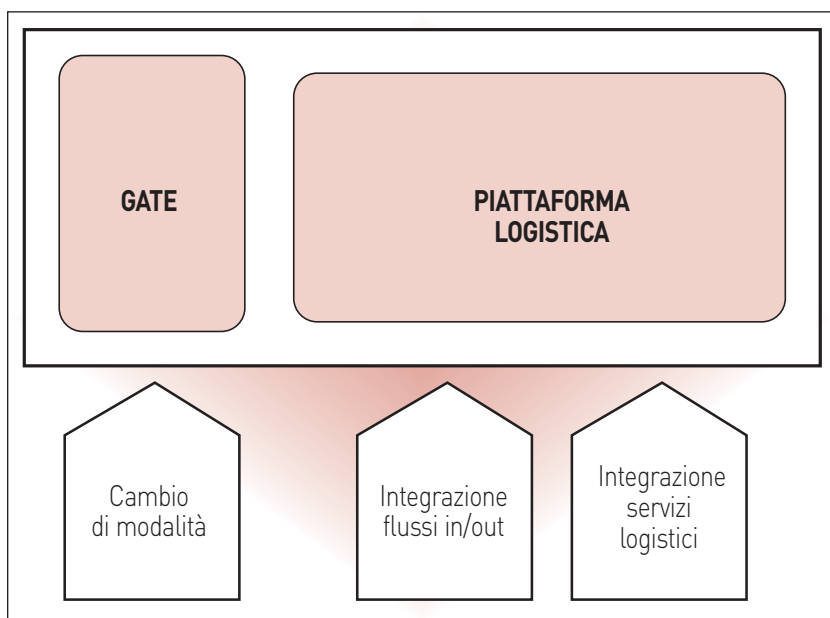 GATE
PIATTAFORMA
LOGISTICA
Cambio
di modalità
Integrazione
flussi in/out
Integrazione
servizi
logistici